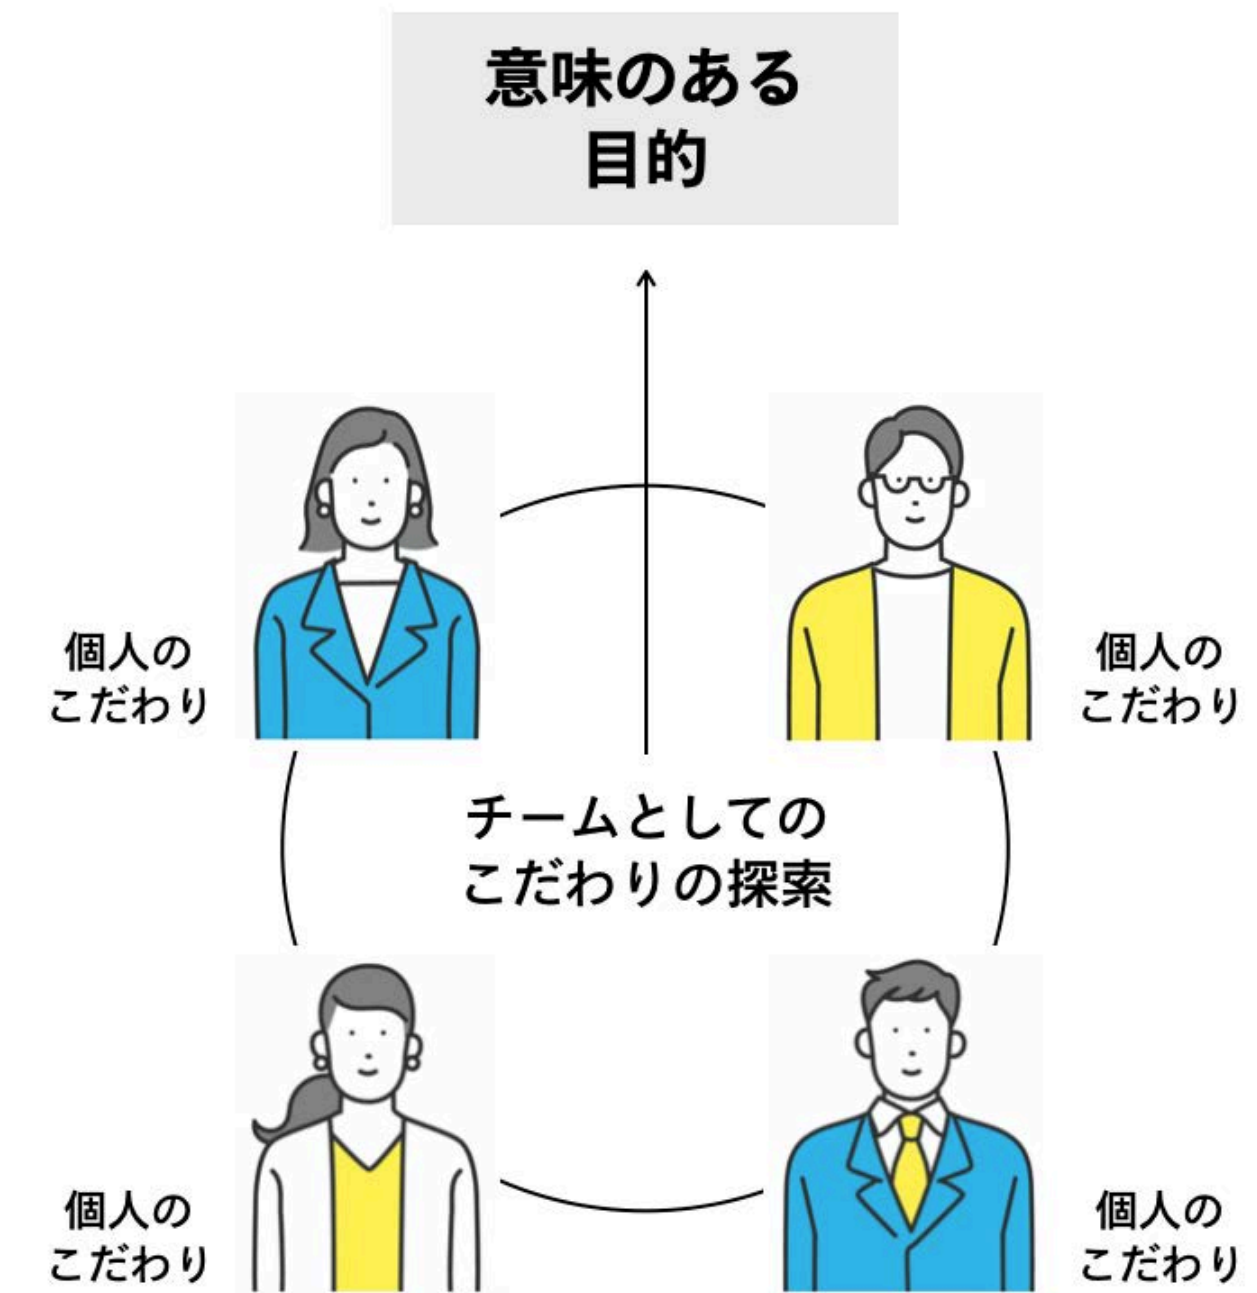 意味のある
目的
個人の
こだわり
個人の
こだわり
チームとしての
こだわりの探索
個人の
こだわり
個人の
こだわり